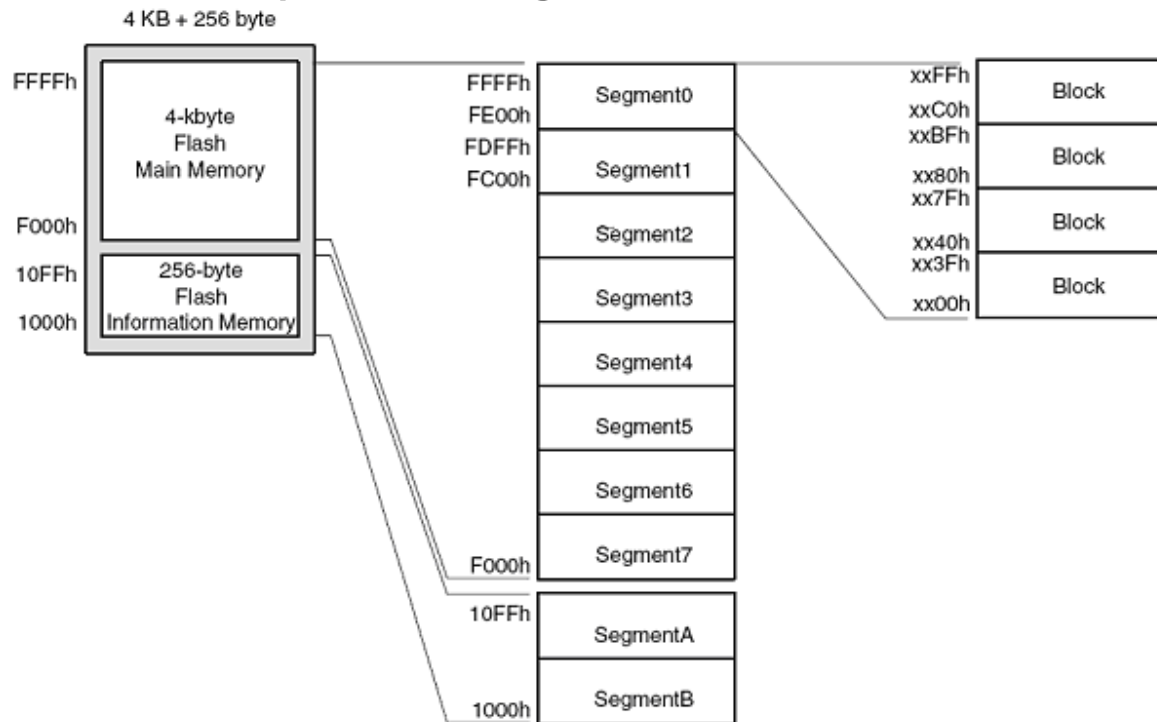 4 KB + 256 byte
FFFFh
4-kbyte
Flash
Main Memory
F000h
10FFh
256-byte
Flash
Information Memory
1000h
FFFFh
Segment0
FE00h
FDFFh
Segment1
FC00h
Segment2
Segment3
Segment4
Segment5
Segment6
Segment7
F000h
10FFh
SegmentA
SegmentB
1000h
xxFFh
Block
xxC0h
xxBFh
Block
xx80h
xx7Fh
Block
xx40h
xx3Fh
Block
xx00h